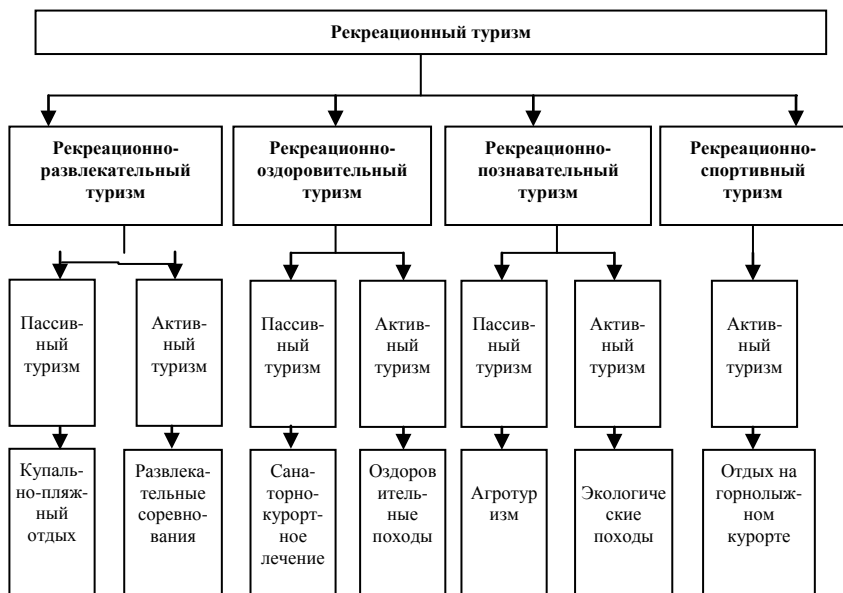 Рекреационный туризм
Рекреационно-
развлекательный
туризм
Рекреационно-
оздоровительный
туризм
Рекреационно-
познавательный
туризм
Рекреационно-
спортивный
туризм
Пассив-
ный
туризм
Актив-
ный
туризм
Пассив-
ный
туризм
Актив-
ный
туризм
Пассив-
ный
туризм
Актив-
ный
туризм
Актив-
ный
туризм
Купаль-
но-пляж-
ный
отдых
Развлека-
тельные
соревно-
вания
Сана-
торно-
курорт-
ное
лечение
Оздоров
итель-
ные
походы
Агротур
изм
Экологиче
ские
походы
Отдых на
горнолыж-
ном
курорте